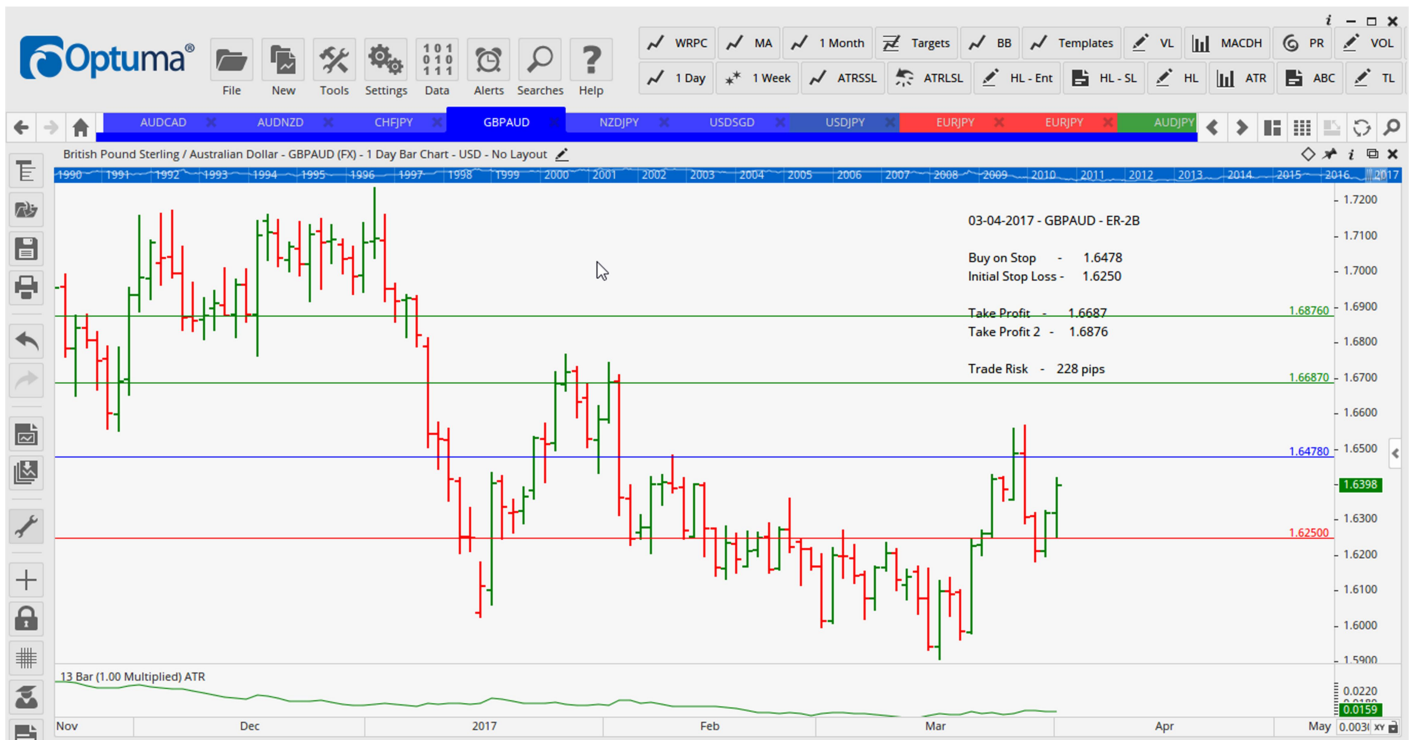 Optuma®
File
New
Tools
Settings
101
010
111
Data
Alerts
Searches
Help
WRPC
MA
1 Month
Targets
BB
Templates
VL
MACDH
PR
VOL
1 Day
1 Week
ATRSSL
ATRLSL
HL - Ent
HL - SL
HL
ATR
ABC
TL
AUDCAD
AUDNZD
CHFJPY
GBPAUD
NZDJPY
USDSGD
USDJPY
EURJPY
EURJPY
AUDJPY
British Pound Sterling / Australian Dollar - GBPAUD (FX) - 1 Day Bar Chart - USD - No Layout
1990 1991 1992 1993 1994 1995 1996 1997 1998 1999 2000 2001 2002 2003 2004 2005 2006 2007 2008 2009 2010 2011 2012 2013 2014 2015 2016 2017
03-04-2017 - GBPAUD - ER-2B
Buy on Stop - 1.6478
Initial Stop Loss - 1.6250
Take Profit - 1.6687
Take Profit 2 - 1.6876
Trade Risk - 228 pips
1.68760
1.66870
1.64780
1.62500
1.7200
1.7100
1.7000
1.6900
1.6800
1.6700
1.6600
1.6500
1.6398
1.6300
1.6200
1.6100
1.6000
1.5900
13 Bar (1.00 Multiplied) ATR
0.0220
0.0159
Nov
Dec
2017
Feb
Mar
Apr
May
XY